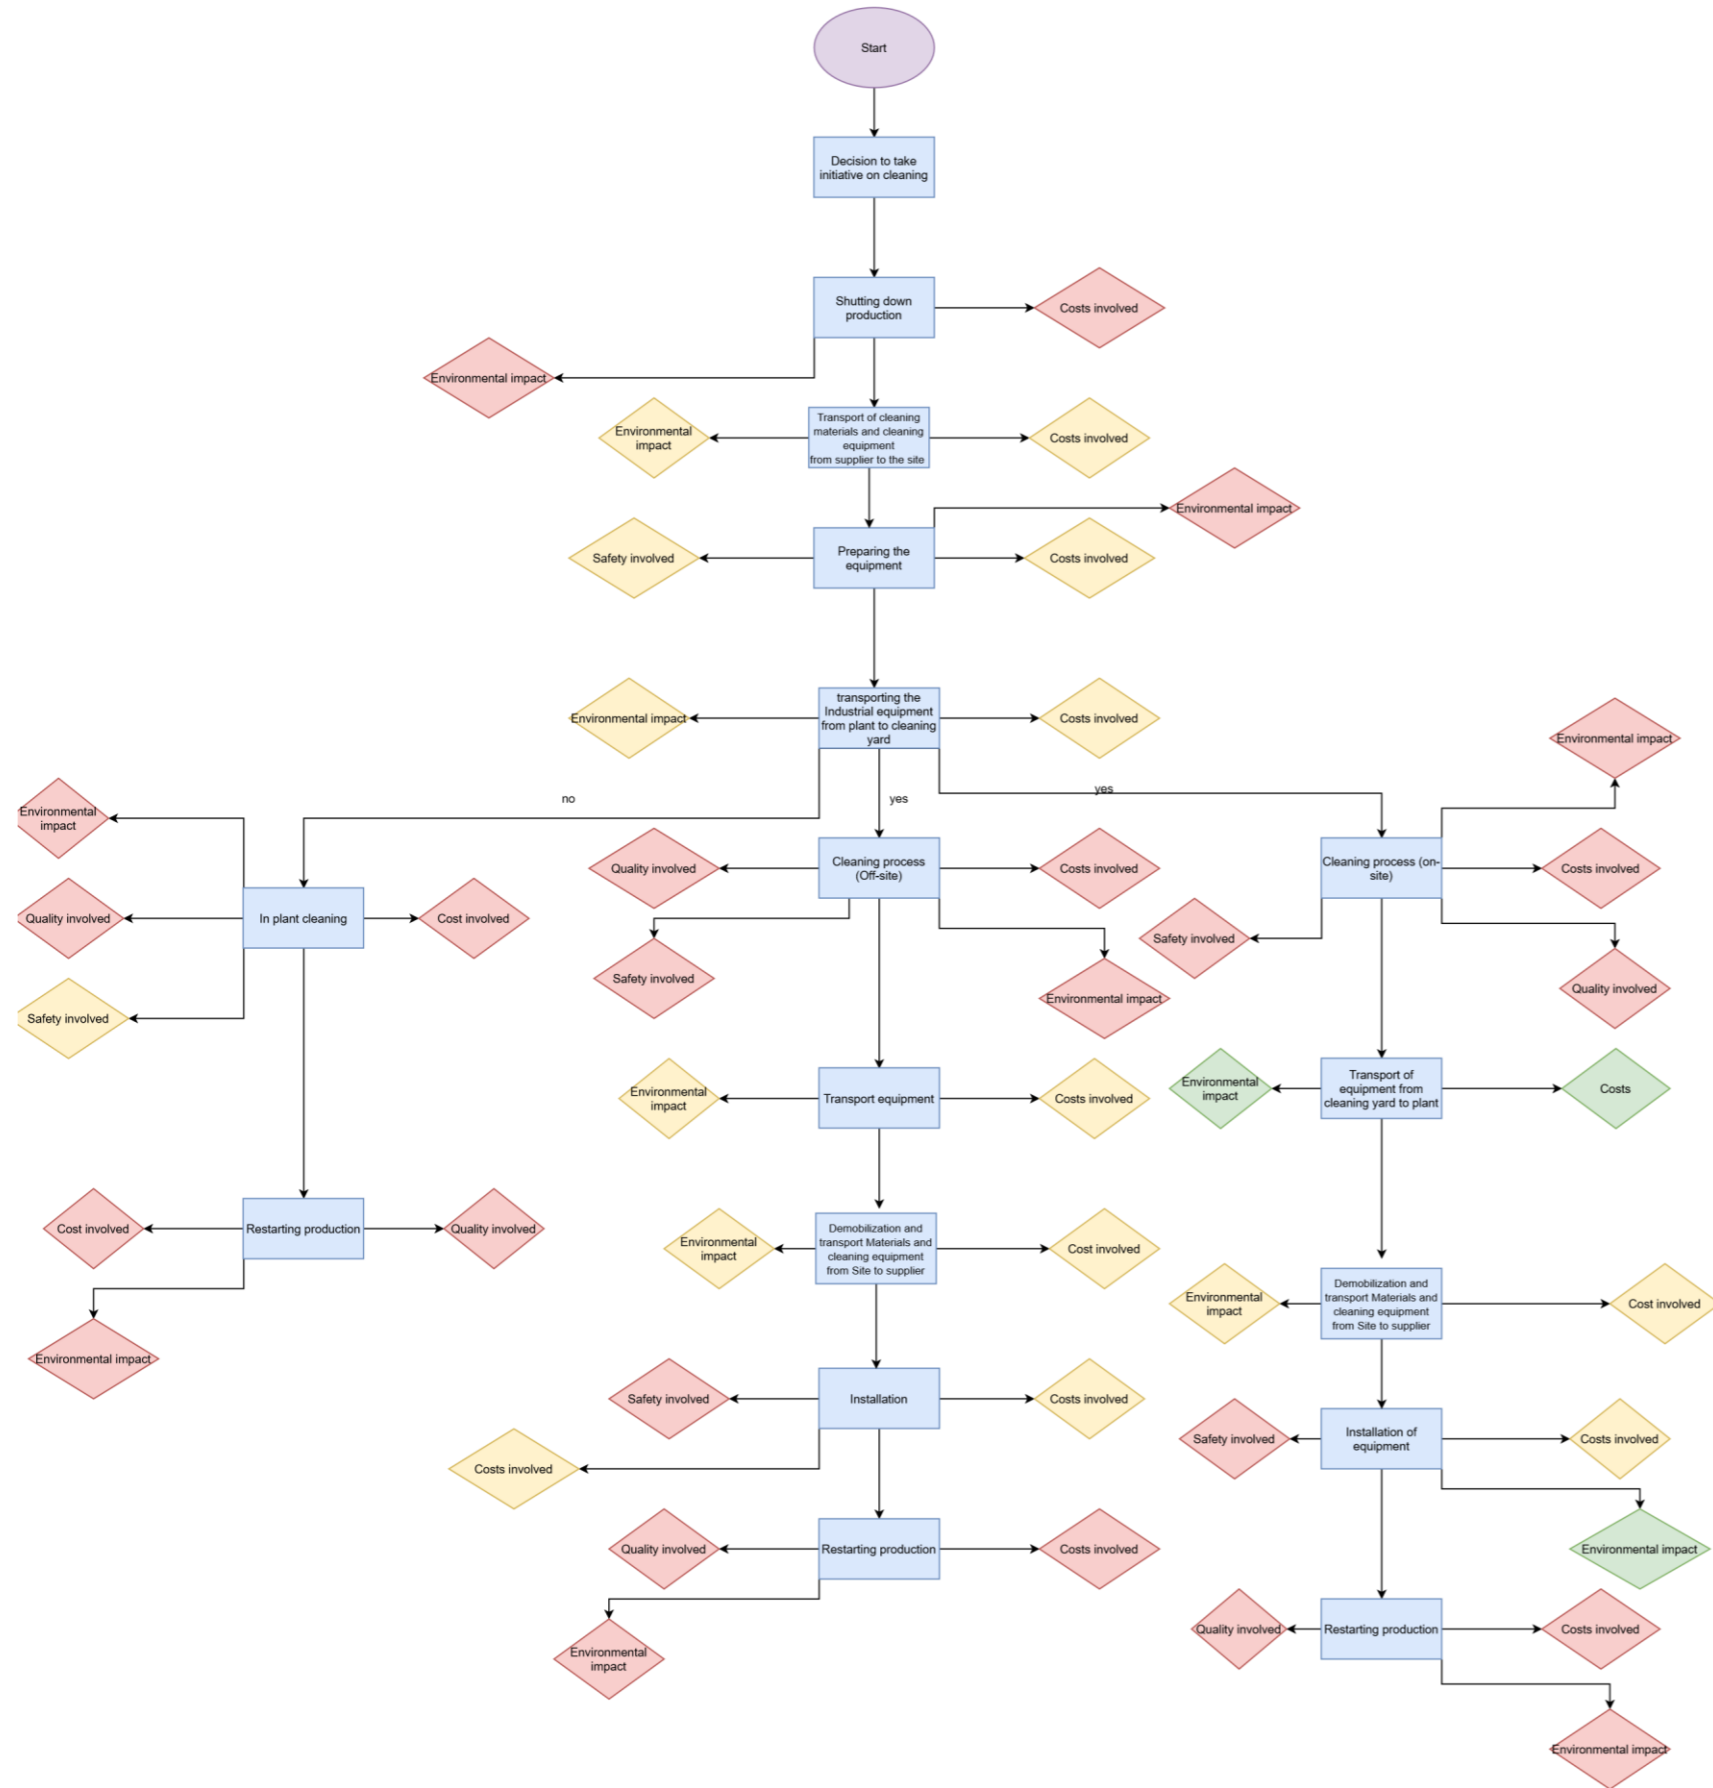 Start
Decision to take
initiative on cleaning
Shutting down
production
Costs involved
Environmental impact
Transport of cleaning
materials and cleaning
equipment
from supplier to the site
Environmental
impact
Costs involved
Environmental impact
Preparing the
equipment
Safety involved
Costs involved
transporting the
Industrial equipment
from plant to cleaning
yard
Environmental impact
Costs involved
no
yes
yes
Environmental impact
Environmental
impact
Quality involved
In plant cleaning
Cost involved
Safety involved
Quality involved
Cleaning process
(Off-site)
Costs involved
Safety involved
Environmental impact
Cleaning process (on-
site)
Costs involved
Safety involved
Quality involved
Environmental
impact
Transport equipment
Costs involved
Environmental
impact
Transport of
equipment from
cleaning yard to plant
Costs
Cost involved
Restarting production
Quality involved
Environmental impact
Environmental
impact
Demobilization and
transport Materials and
cleaning equipment
from Site to supplier
Cost involved
Environmental
impact
Demobilization and
transport Materials and
cleaning equipment
from Site to supplier
Cost involved
Safety involved
Installation
Costs involved
Costs involved
Safety involved
Installation of
equipment
Costs involved
Environmental impact
Quality involved
Restarting production
Costs involved
Environmental
impact
Quality involved
Restarting production
Costs involved
Environmental impact